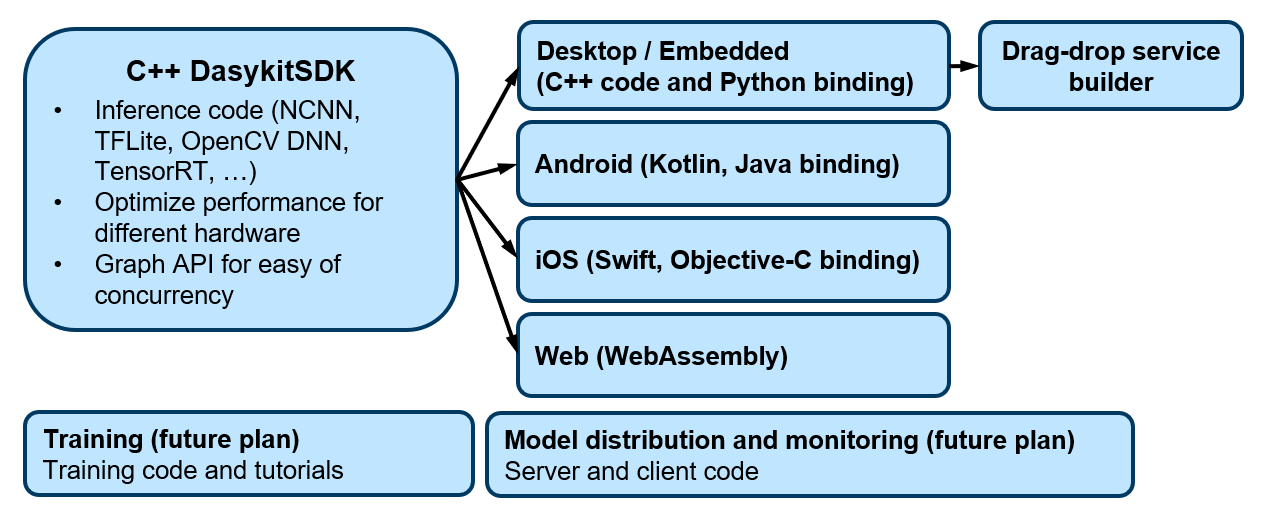 C++ DasykitSDK
• Inference code (NCNN,
TFLite, OpenCV DNN,
TensorRT, …)
• Optimize performance for
different hardware
• Graph API for easy of
concurrency
Desktop / Embedded
(C++ code and Python binding)
Drag-drop service
builder
Android (Kotlin, Java binding)
iOS (Swift, Objective-C binding)
Web (WebAssembly)
Training (future plan)
Training code and tutorials
Model distribution and monitoring (future plan)
Server and client code